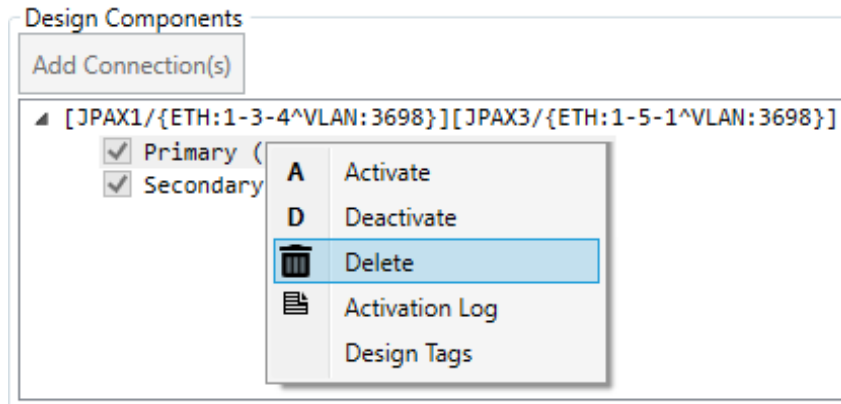 Design Components
Add Connection(s)
[JPAX1/{ETH:1-3-4^VLAN:3698}][JPAX3/{ETH:1-5-1^VLAN:3698}]
Primary (
Secondary
A Activate
D Deactivate
Delete
Activation Log
Design Tags